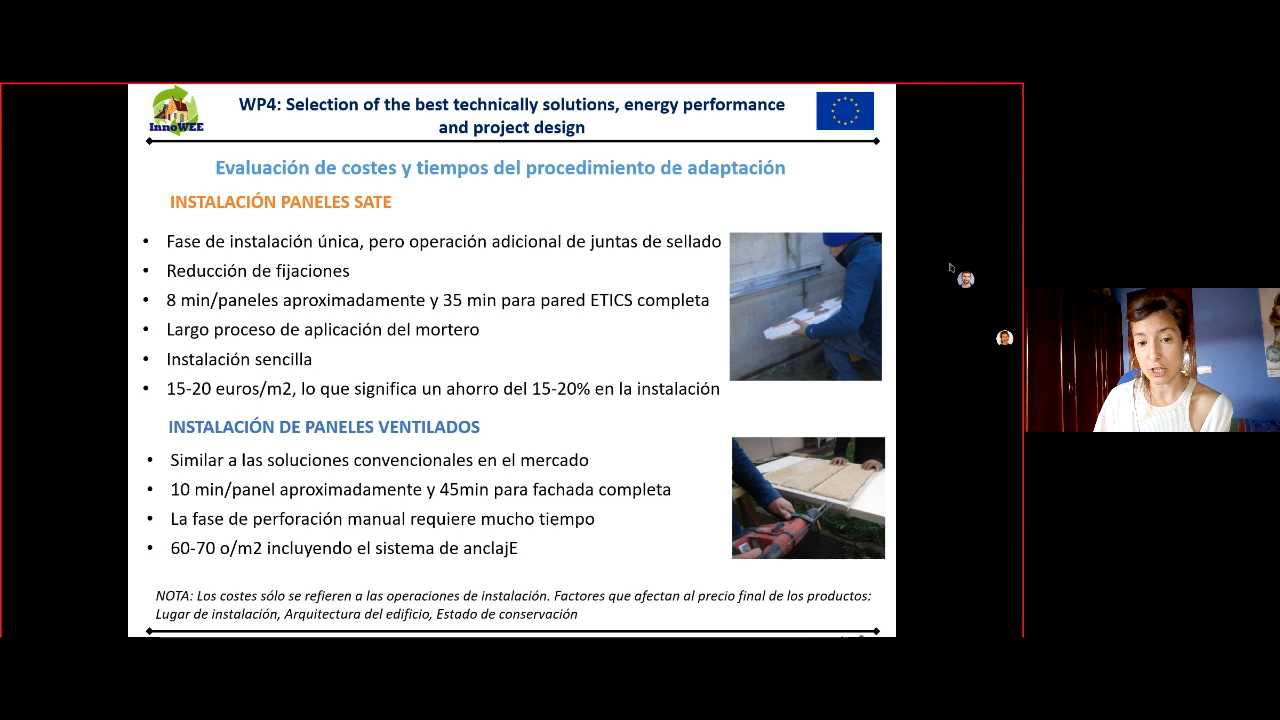 InnoWEE
WP4: Selection of the best technically solutions, energy performance
and project design
Evaluación de costes y tiempos del procedimiento de adaptación
INSTALACIÓN PANELES SATE
• Fase de instalación única, pero operación adicional de juntas de sellado
• Reducción de fijaciones
• 8 min/paneles aproximadamente y 35 min para pared ETICS completa
• Largo proceso de aplicación del mortero
• Instalación sencilla
• 15-20 euros/m2, lo que significa un ahorro del 15-20% en la instalación
INSTALACIÓN DE PANELES VENTILADOS
• Similar a las soluciones convencionales en el mercado
• 10 min/panel aproximadamente y 45min para fachada completa
• La fase de perforación manual requiere mucho tiempo
• 60-70 o/m2 incluyendo el sistema de anclajE
NOTA: Los costes sólo se refieren a las operaciones de instalación. Factores que afectan al precio final de los productos:
Lugar de instalación, Arquitectura del edificio, Estado de conservación